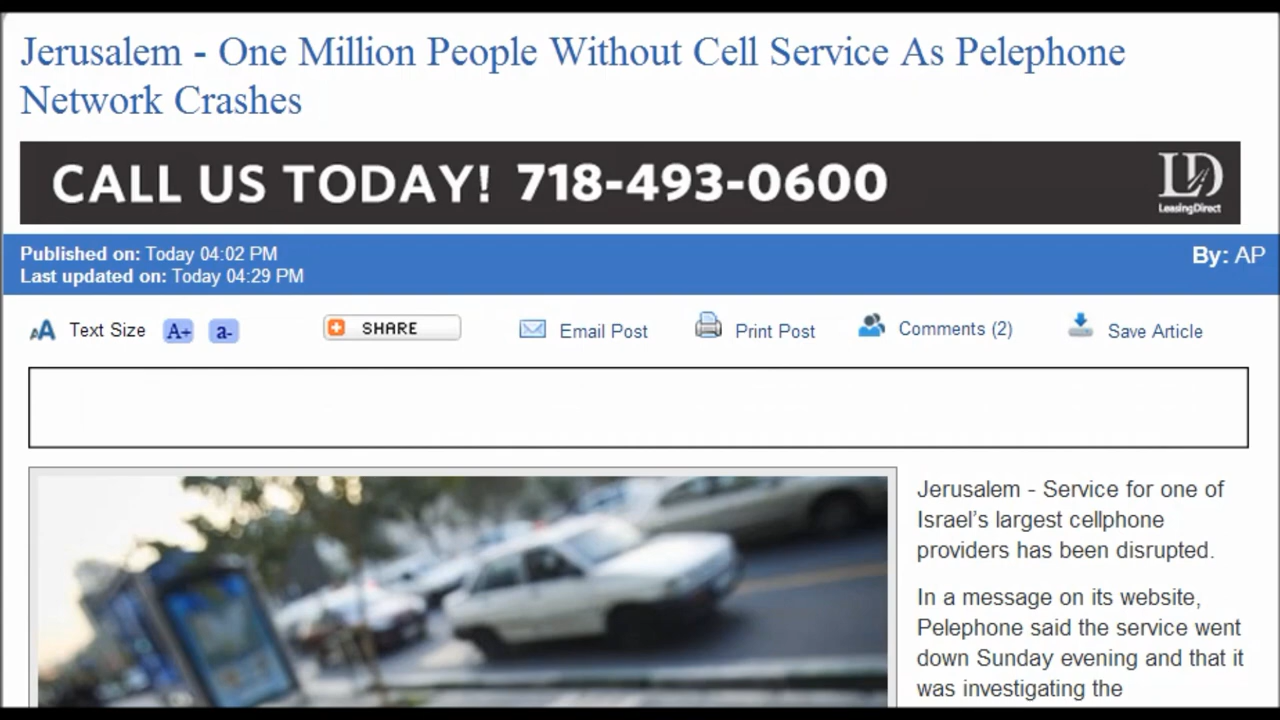 Jerusalem - One Million People Without Cell Service As Pelephone
Network Crashes
CALL US TODAY! 718-493-0600
LD
LeasingDirect
Published on: Today 04:02 PM
By: AP
Last updated on: Today 04:29 PM
AA Text Size A+ a- SHARE Email Post Print Post Comments (2) Save Article
Jerusalem - Service for one of
Israel’s largest cellphone
providers has been disrupted.
In a message on its website,
Pelephone said the service went
down Sunday evening and that it
was investigating the